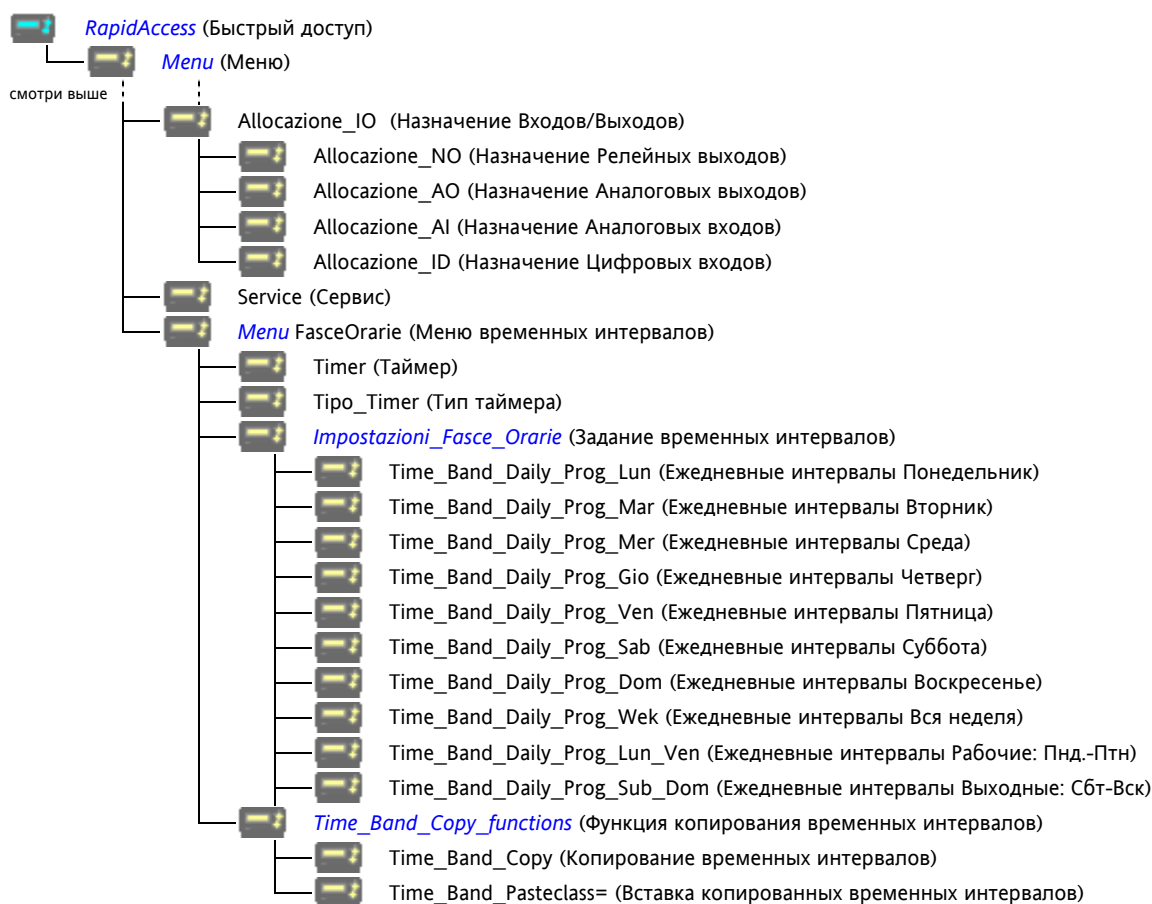 RapidAccess (Быстрый доступ)
Menu (Меню)
смотри выше
Allocazione_IO (Назначение Входов/Выходов)
Allocazione_NO (Назначение Релейных выходов)
Allocazione_AO (Назначение Аналоговых выходов)
Allocazione_AI (Назначение Аналоговых входов)
Allocazione_ID (Назначение Цифровых входов)
Service (Сервис)
Menu FasceOrarie (Меню временных интервалов)
Timer (Таймер)
Tipo_Timer (Тип таймера)
Impostazioni_Fasce_Orarie (Задание временных интервалов)
Time_Band_Daily_Prog_Lun (Ежедневные интервалы Понедельник)
Time_Band_Daily_Prog_Mar (Ежедневные интервалы Вторник)
Time_Band_Daily_Prog_Mer (Ежедневные интервалы Среда)
Time_Band_Daily_Prog_Gio (Ежедневные интервалы Четверг)
Time_Band_Daily_Prog_Ven (Ежедневные интервалы Пятница)
Time_Band_Daily_Prog_Sab (Ежедневные интервалы Суббота)
Time_Band_Daily_Prog_Dom (Ежедневные интервалы Воскресенье)
Time_Band_Daily_Prog_Wek (Ежедневные интервалы Вся неделя)
Time_Band_Daily_Prog_Lun_Ven (Ежедневные интервалы Рабочие: Пнд.-Птн)
Time_Band_Daily_Prog_Sub_Dom (Ежедневные интервалы Выходные: Сбт-Вск)
Time_Band_Copy_functions (Функция копирования временных интервалов)
Time_Band_Copy (Копирование временных интервалов)
Time_Band_Pasteclass= (Вставка копированных временных интервалов)